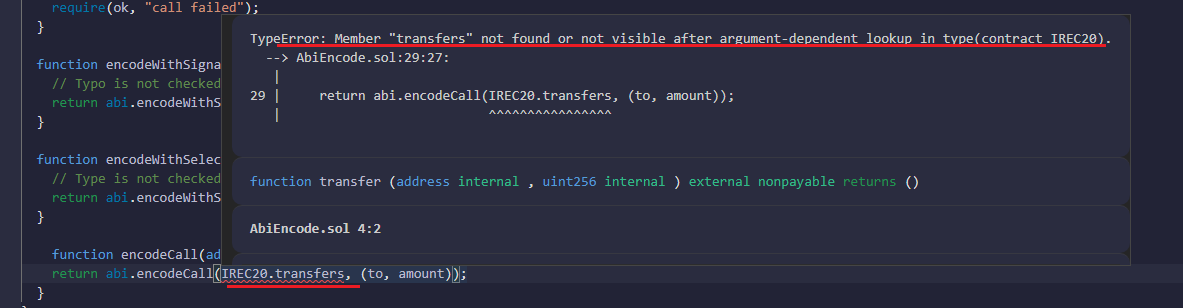 require(ok, "call failed");
}
TypeError: Member "transfers" not found or not visible after argument-dependent lookup in type(contract IREC20).
--> AbiEncode.sol:29:27:
|
29 | return abi.encodeCall(IREC20.transfers, (to, amount));
| ^^^^^^^^^^^^^^^^
function transfer (address internal , uint256 internal ) external nonpayable returns ()
AbiEncode.sol 4:2
function encodeWithSigna
// Typo is not checked
return abi.encodeWithS
}
function encodeWithSelec
// Type is not checked
return abi.encodeWithS
}
function encodeCall(ad
return abi.encodeCall(IREC20.transfers, (to, amount));
}